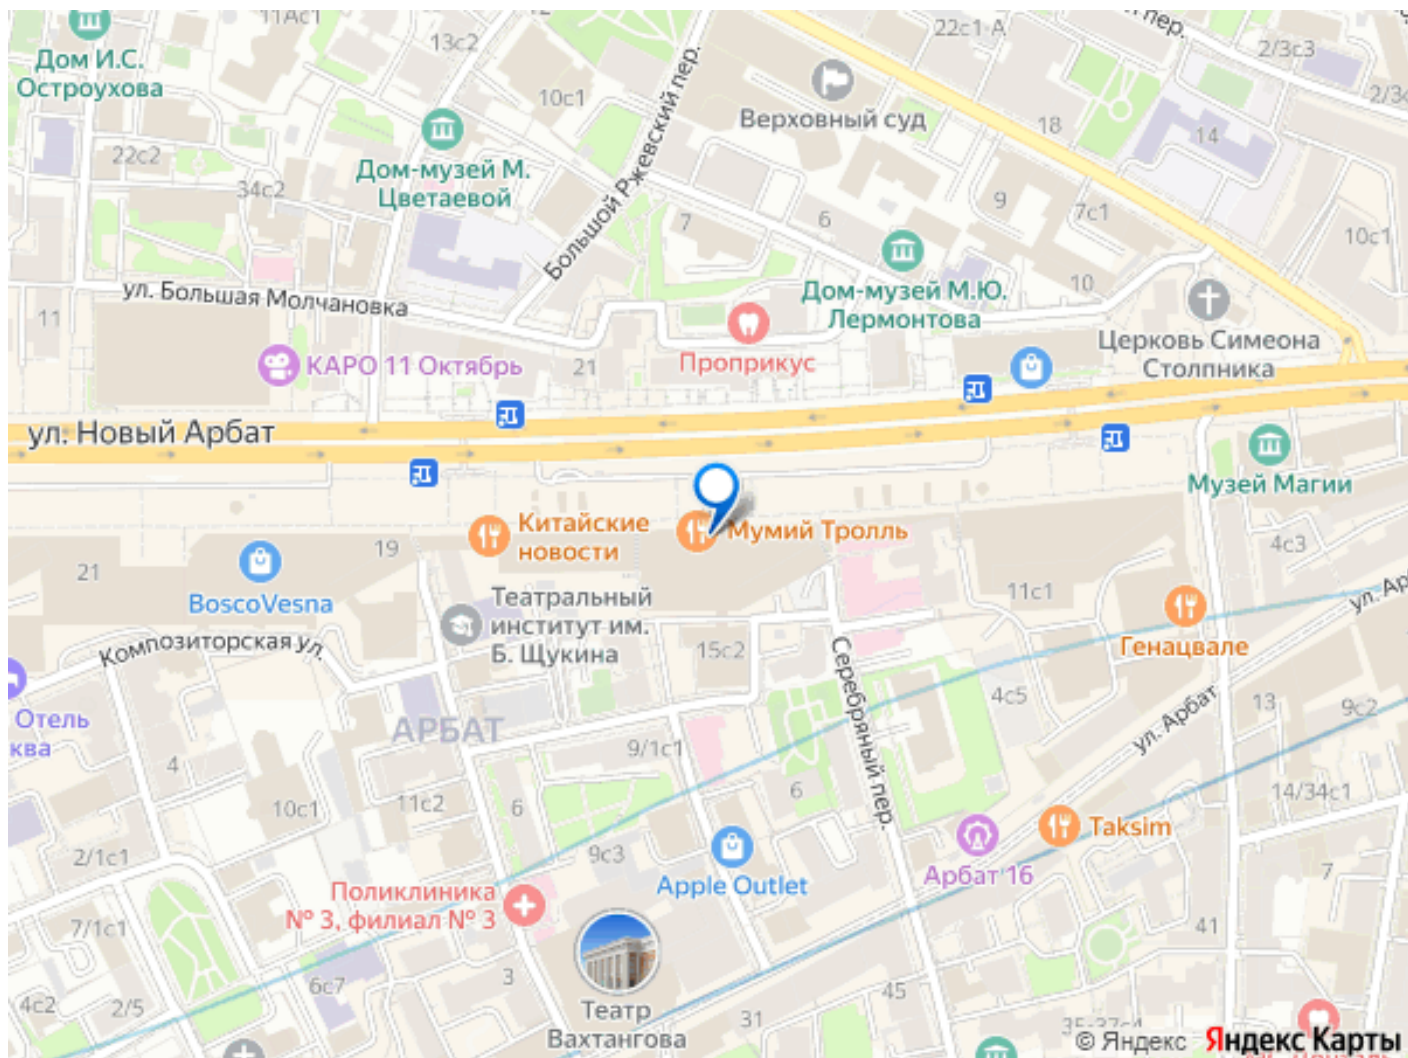 11Ас1
12
13с2
22с1-А
пер.
2/3с3
Дом И.С.
Остроухова
10с1
Верховный суд
18
14
22с2
Дом-музей М.
Цветаевой
34с2
Большой Ржевский пер.
7
6
9
7с1
10с1
ул. Большая Молчановка
Дом-музей М.Ю.
Лермонтова
10
11
Проприкус
Церковь Симеона
Столпника
КАРО 11 Октябрь
21
ул. Новый Арбат
Музей Магии
Китайские
новости
Мумий Тролль
19
21
4с3
BoscoVesna
Театральный
институт им.
Б. Щукина
11с1
ул. Ар
Генацвале
Композиторская ул.
15с2
Серебряный пер.
Отель
ква
АРБАТ
4с5
13
9с2
ул. Арбат
9/1с1
4
10с1
11с2
6
6
14/34с1
Taksim
2/1с1
9с3
Apple Outlet
Арбат 16
7
Поликлиника
№ 3, филиал № 3
7/1с1
41
6с7
3
4с2
2/5
Театр
Вахтангова
45
31
© Яндекс
Яндекс Карты